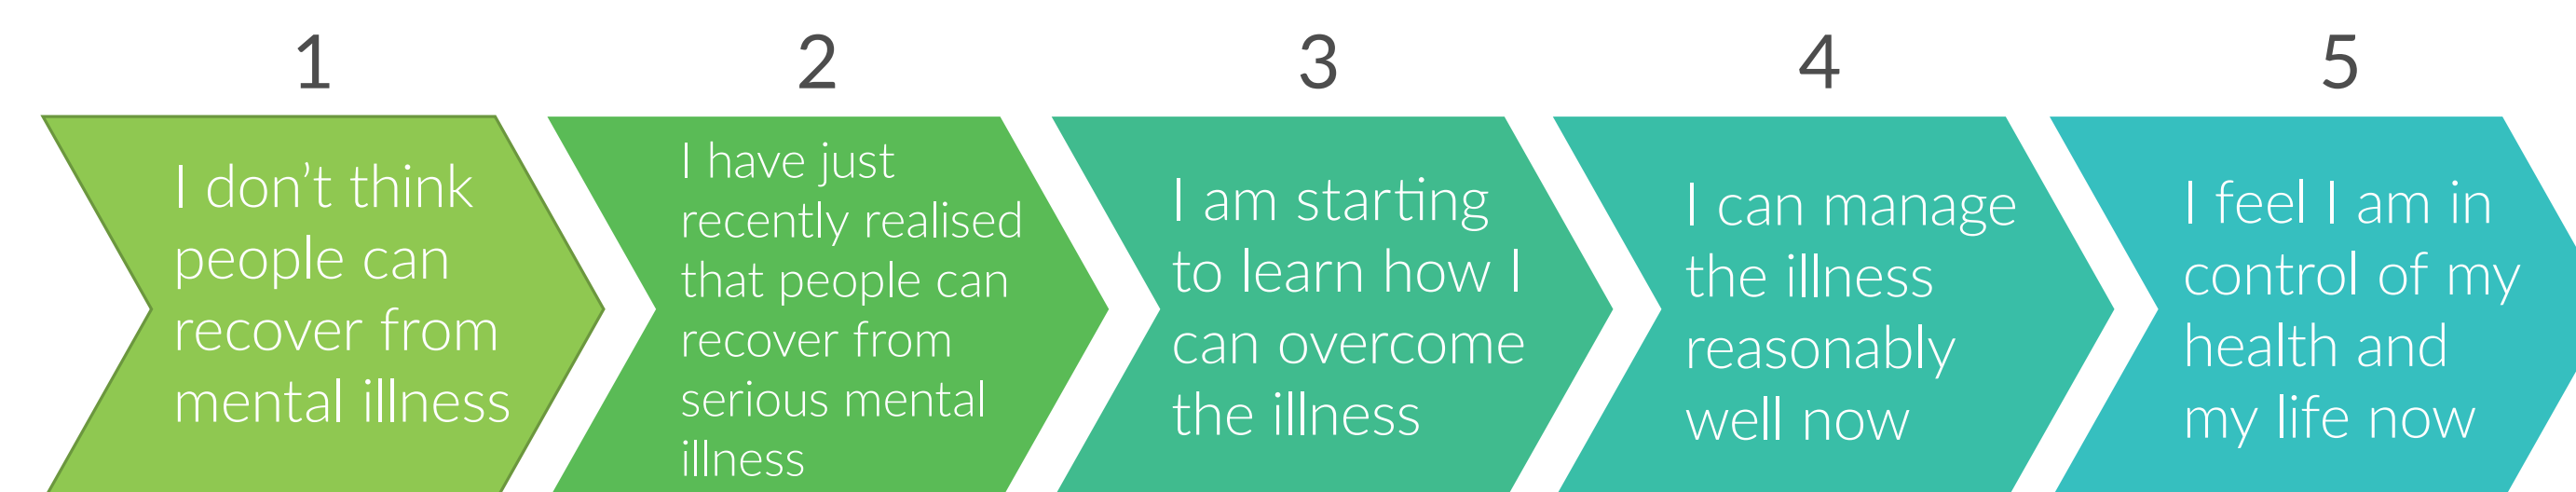 1
I don't think
people can
recover from
mental illness
2
I have just
recently realised
that people can
recover from
serious mental
illness
3
I am starting
to learn how I
can overcome
the illness
4
I can manage
the illness
reasonably
well now
5
I feel I am in
control of my
health and
my life now